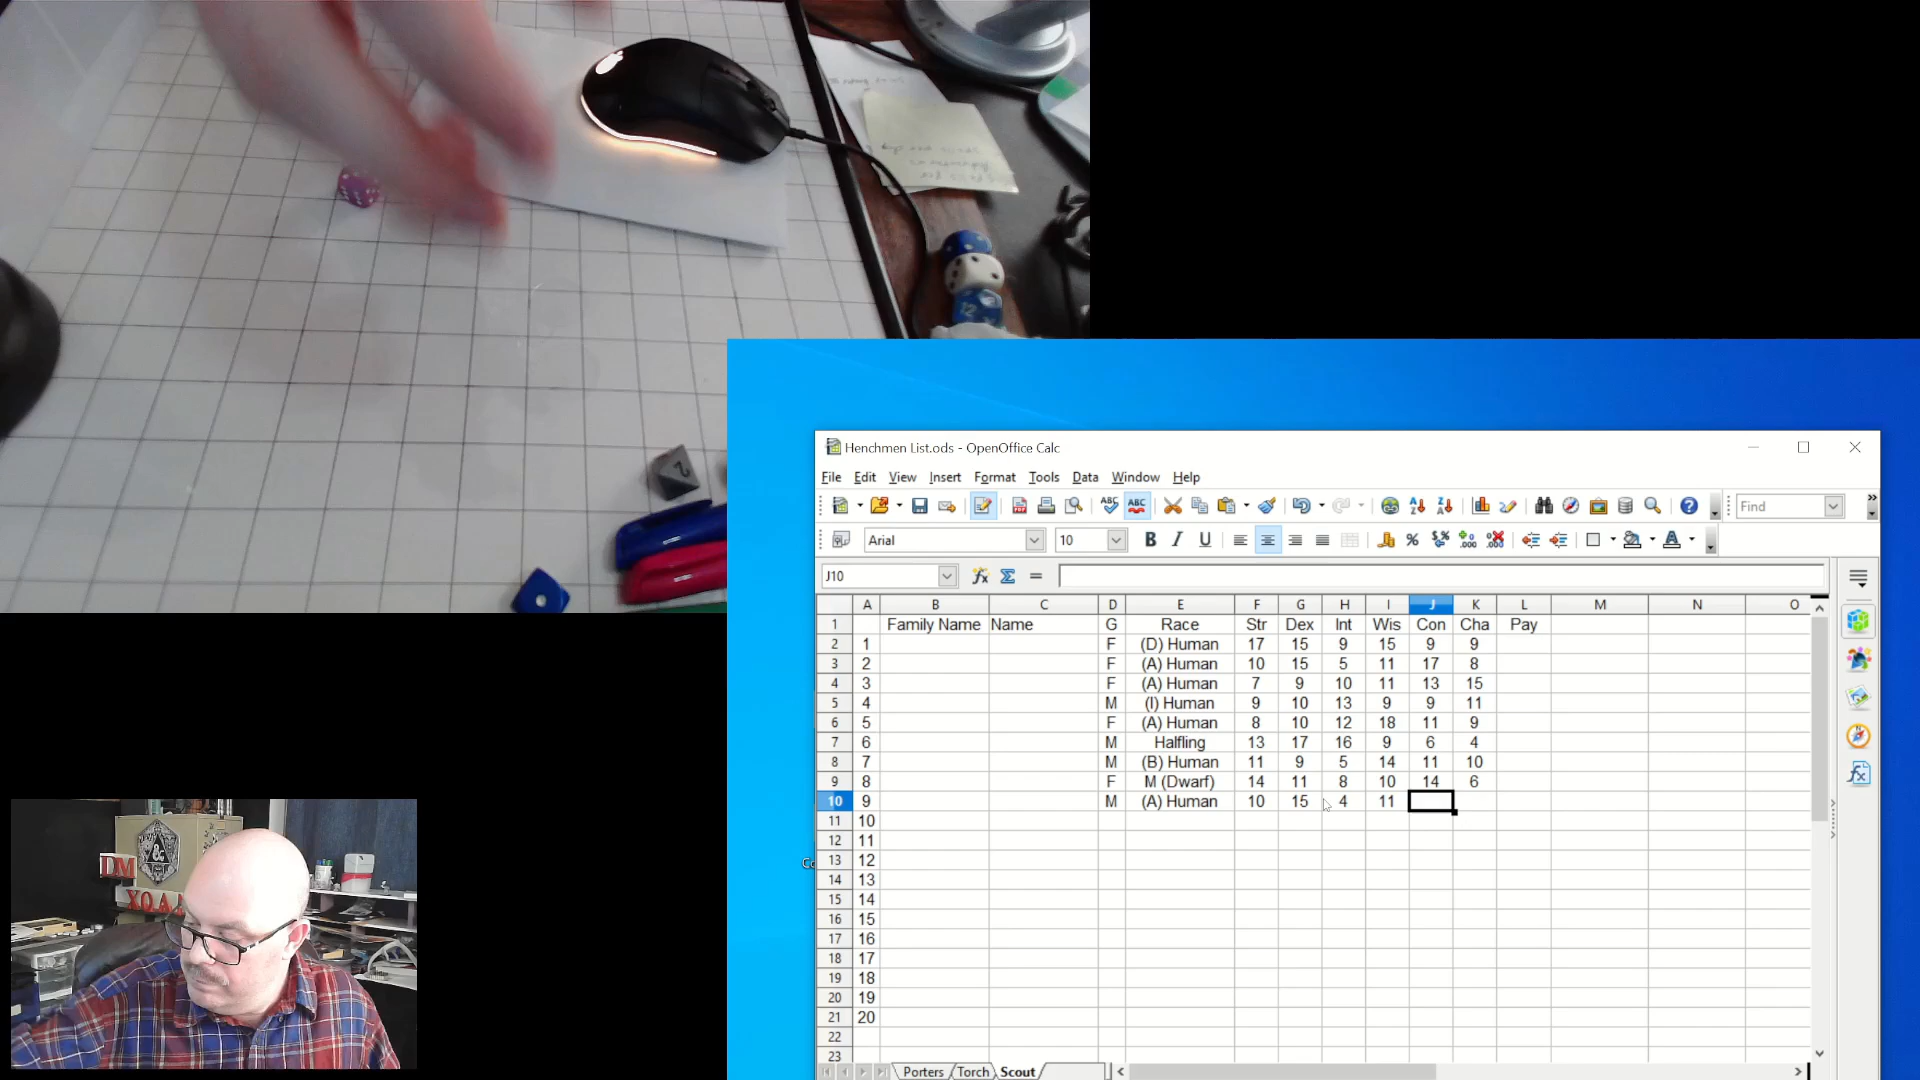 12
2
DM
&
XOA
Henchmen List.ods - OpenOffice Calc
File Edit View Insert Format Tools Data Window Help
ABC ABC Find
Arial 10 B I U
J10
A B C D E F G H I J K L M N O
1 Family Name Name G Race Str Dex Int Wis Con Cha Pay
2 1 F (D) Human 17 15 9 15 9 9
3 2 F (A) Human 10 15 5 11 17 8
4 3 F (A) Human 7 9 10 11 13 15
5 4 M (I) Human 9 10 13 9 9 11
6 5 F (A) Human 8 10 12 18 11 9
7 6 M Halfling 13 17 16 9 6 4
8 7 M (B) Human 11 9 5 14 11 10
9 8 F M (Dwarf) 14 11 8 10 14 6
10 9 M (A) Human 10 15 4 11
11 10
12 11
13 12
14 13
15 14
16 15
17 16
18 17
19 18
20 19
21 20
22
23
Porters Torch Scout